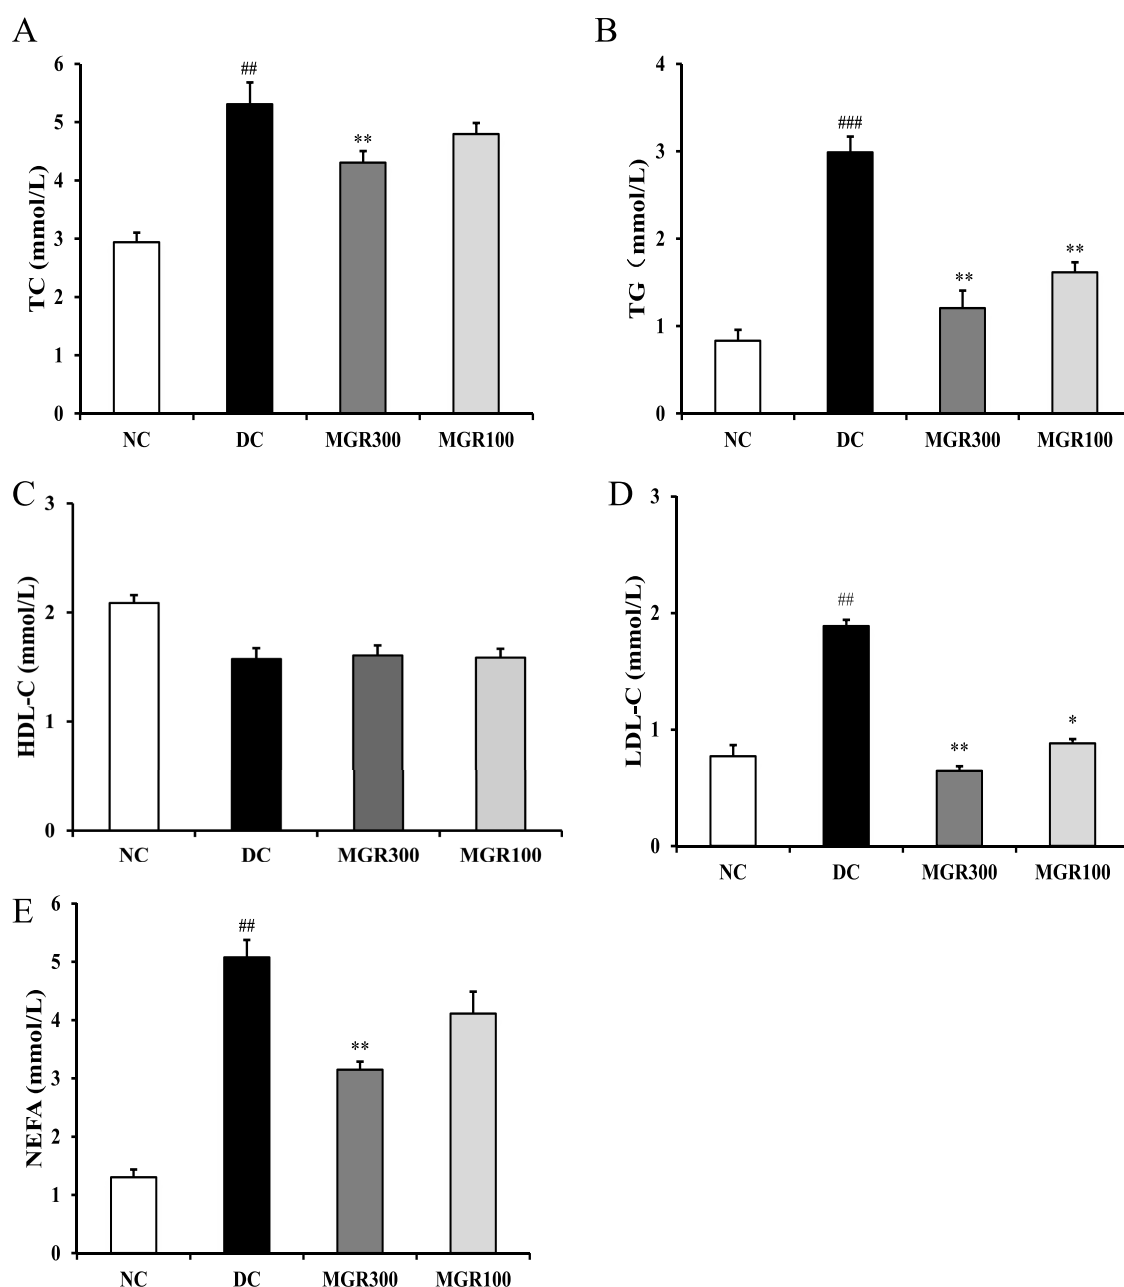 A
TC (mmol/L)
6
5
4
3
2
1
0
##
**
NC DC MGR300 MGR100
B
TG（mmol/L)
4
3
2
1
0
###
**
**
NC DC MGR300 MGR100
C
HDL-C (mmol/L)
3
2
1
0
NC DC MGR300 MGR100
D
LDL-C (mmol/L)
3
2
1
0
##
**
*
NC DC MGR300 MGR100
E
NEFA (mmol/L)
6
5
4
3
2
1
0
##
**
NC DC MGR300 MGR100